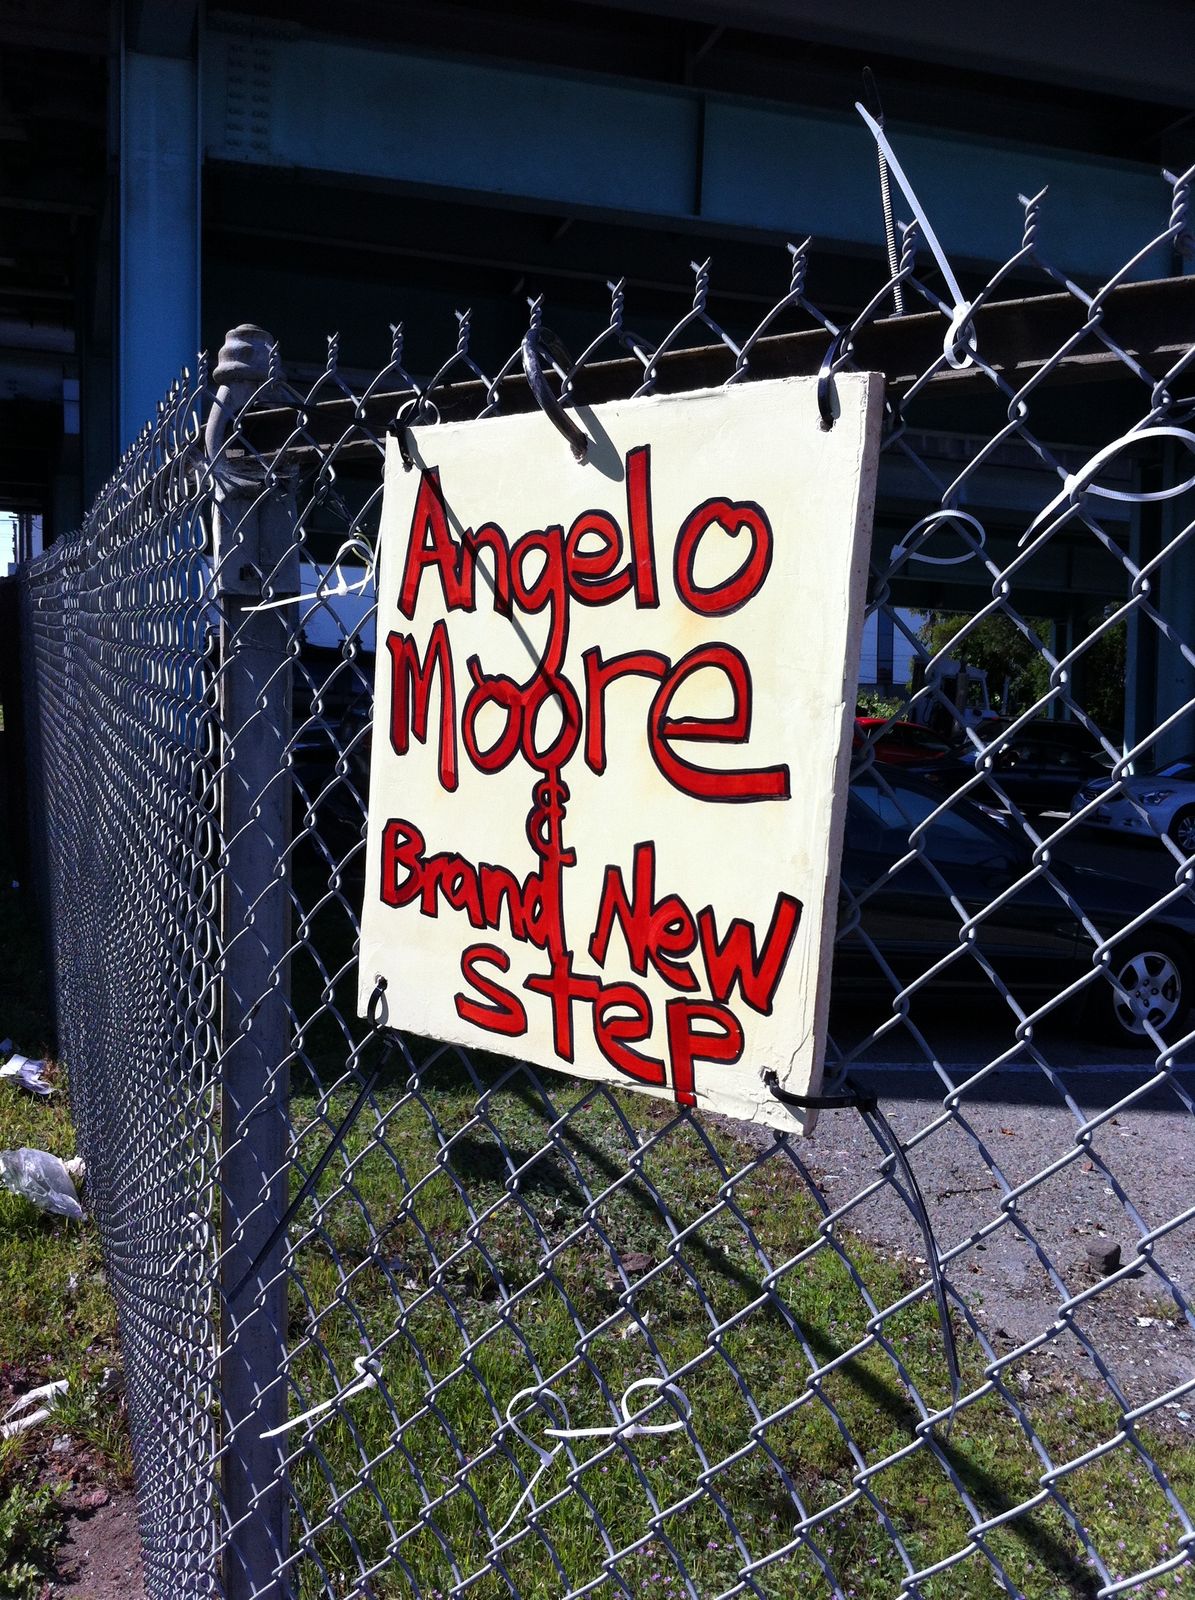 Angelo
Moore
&
Brand New
Step